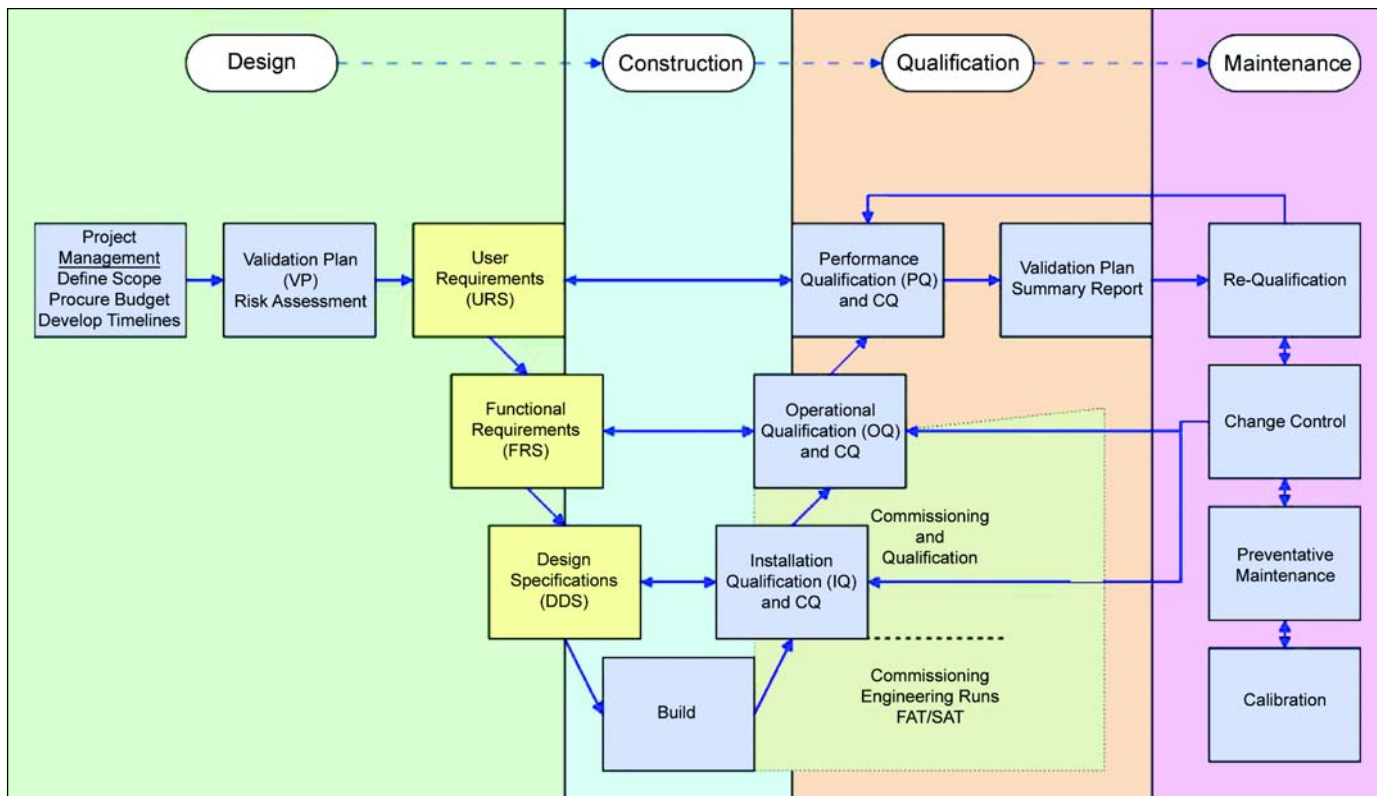 Design
Construction
Qualification
Maintenance
Project
Management
Define Scope
Procure Budget
Develop Timelines
Validation Plan
(VP)
Risk Assessment
User
Requirements
(URS)
Performance
Qualification (PQ)
and CQ
Validation Plan
Summary Report
Re-Qualification
Functional
Requirements
(FRS)
Operational
Qualification (OQ)
and CQ
Change Control
Design
Specifications
(DDS)
Installation
Qualification (IQ)
and CQ
Commissioning
and
Qualification
Preventative
Maintenance
Build
Commissioning
Engineering Runs
FAT/SAT
Calibration